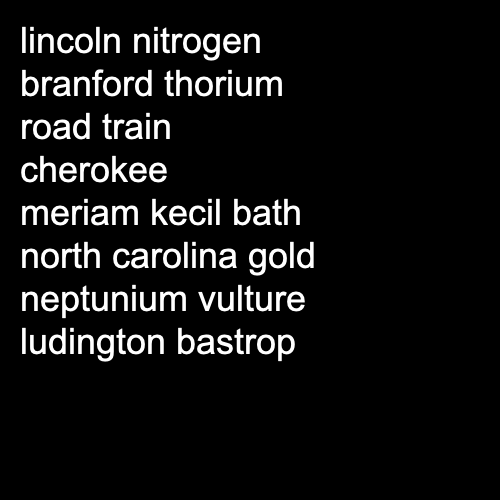 lincoln nitrogen
branford thorium
road train
cherokee
meriam kecil bath
north carolina gold
neptunium vulture
ludington bastrop